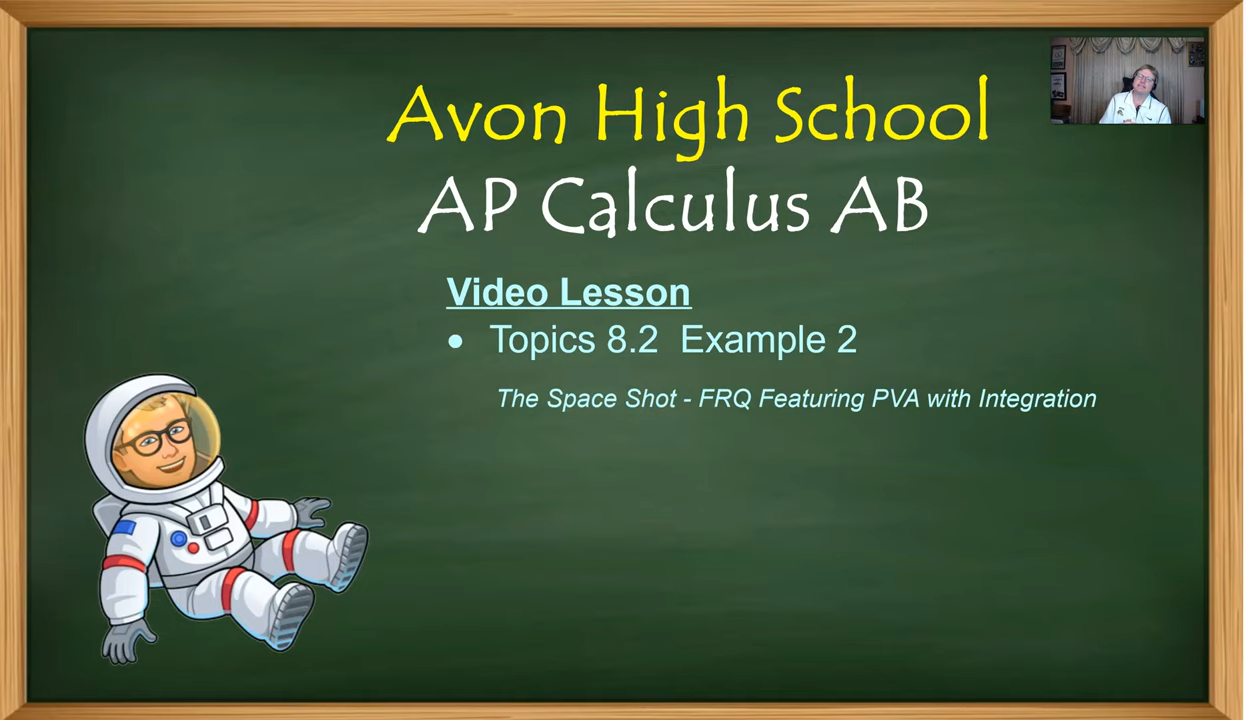 Avon High School
AP Calculus AB
Video Lesson
• Topics 8.2 Example 2
The Space Shot - FRQ Featuring PVA with Integration